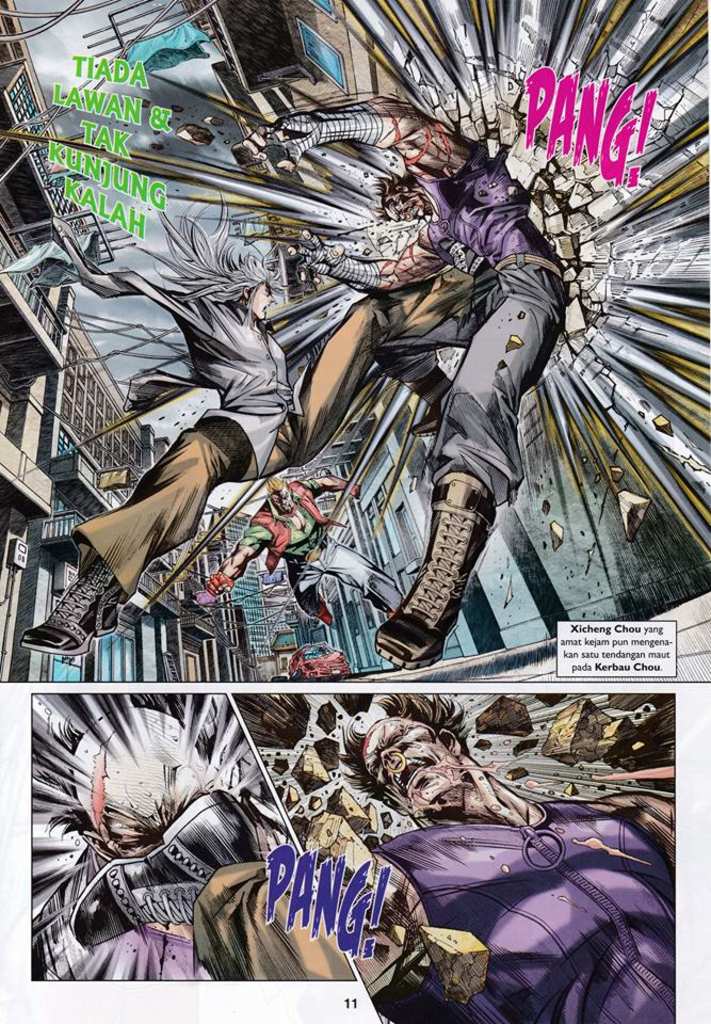 TIADA
LAWAN &
TAK
KUNJUNG
KALAH
PANG!
Xicheng Chou yang
amat kejam pun mengena-
kan satu tendangan maut
pada Kerbau Chou.
PANG!
11